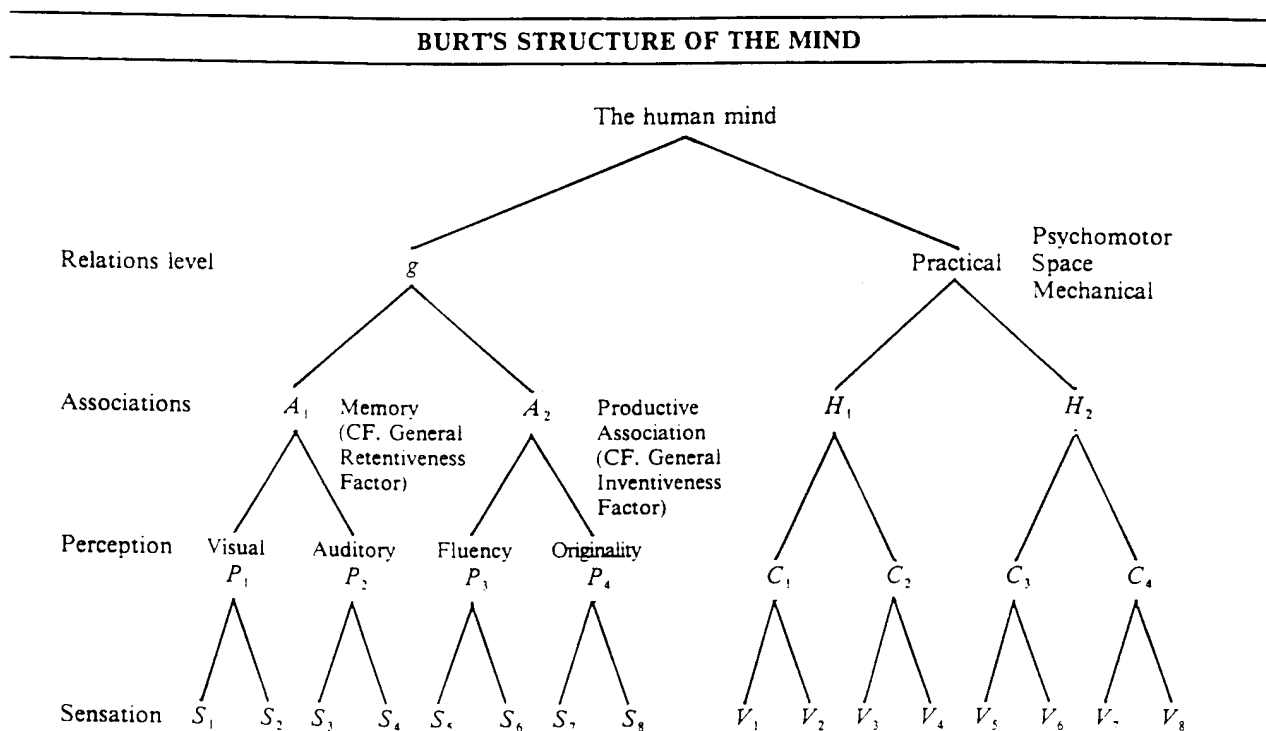 BURT'S STRUCTURE OF THE MIND
The human mind
Relations level g Practical Psychomotor
Space
Mechanical
Associations A₁ Memory
(CF. General
Retentiveness
Factor)
A₂ Productive
Association
(CF. General
Inventiveness
Factor)
H₁ H₂
Perception Visual Auditory Fluency Originality
P₁ P₂ P₃ P₄ C₁ C₂ C₃ C₄
Sensation S₁ S₂ S₃ S₄ S₅ S₆ S₇ S₈ V₁ V₂ V₃ V₄ V₅ V₆ V₇ V₈